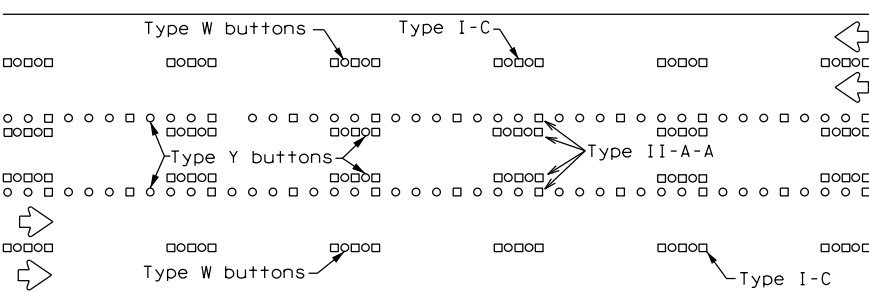 Type W buttons
Type I-C
Type Y buttons
Type II-A-A
Type W buttons
Type I-C